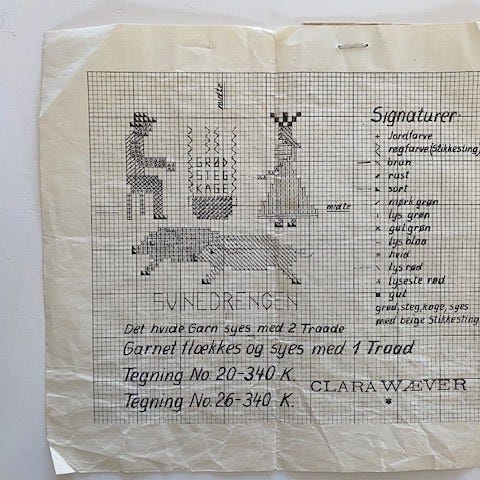 midte
Signaturer:
+ Jordfarve
røgfarve (Stikkesting)
brun
rust
sort
mørk grøn
lys grøn
gul grøn
lys blaa
hvid
lys rød
lyseste rød
gul
grød, steg, kage, syes
med beige Stikkesting
GRØD
STEG
KAGE
midte
SVINEDRENGEN
Det hvide Garn syes med 2 Traade
Garnet flækkes og syes med 1 Traad
Tegning No. 20-340 K.
Tegning No. 26-340 K.
CLARA WÆVER